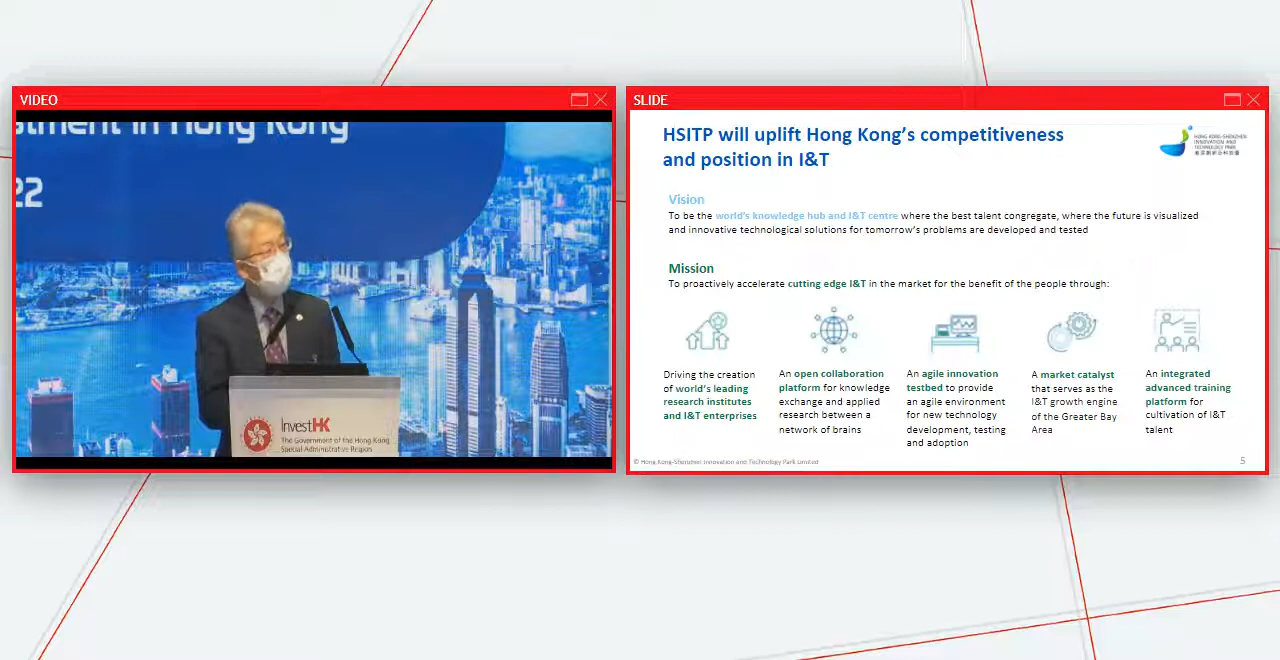 VIDEO
stment in Hong Kong
22
InvestHK
The Government of the Hong Kong
Special Administrative Region
SLIDE
HSITP will uplift Hong Kong's competitiveness
and position in I&T
HONG KONG-SHENZHEN
INNOVATION AND
TECHNOLOGY PARK
Vision
To be the world's knowledge hub and I&T centre where the best talent congregate, where the future is visualized
and innovative technological solutions for tomorrow's problems are developed and tested
Mission
To proactively accelerate cutting edge I&T in the market for the benefit of the people through:
Driving the creation
of world's leading
research institutes
and I&T enterprises
An open collaboration
platform for knowledge
exchange and applied
research between a
network of brains
An agile innovation
testbed to provide
an agile environment
for new technology
development, testing
and adoption
A market catalyst
that serves as the
I&T growth engine
of the Greater Bay
Area
An integrated
advanced training
platform for
cultivation of I&T
talent
© Hong Kong-Shenzhen Innovation and Technology Park Limited
5